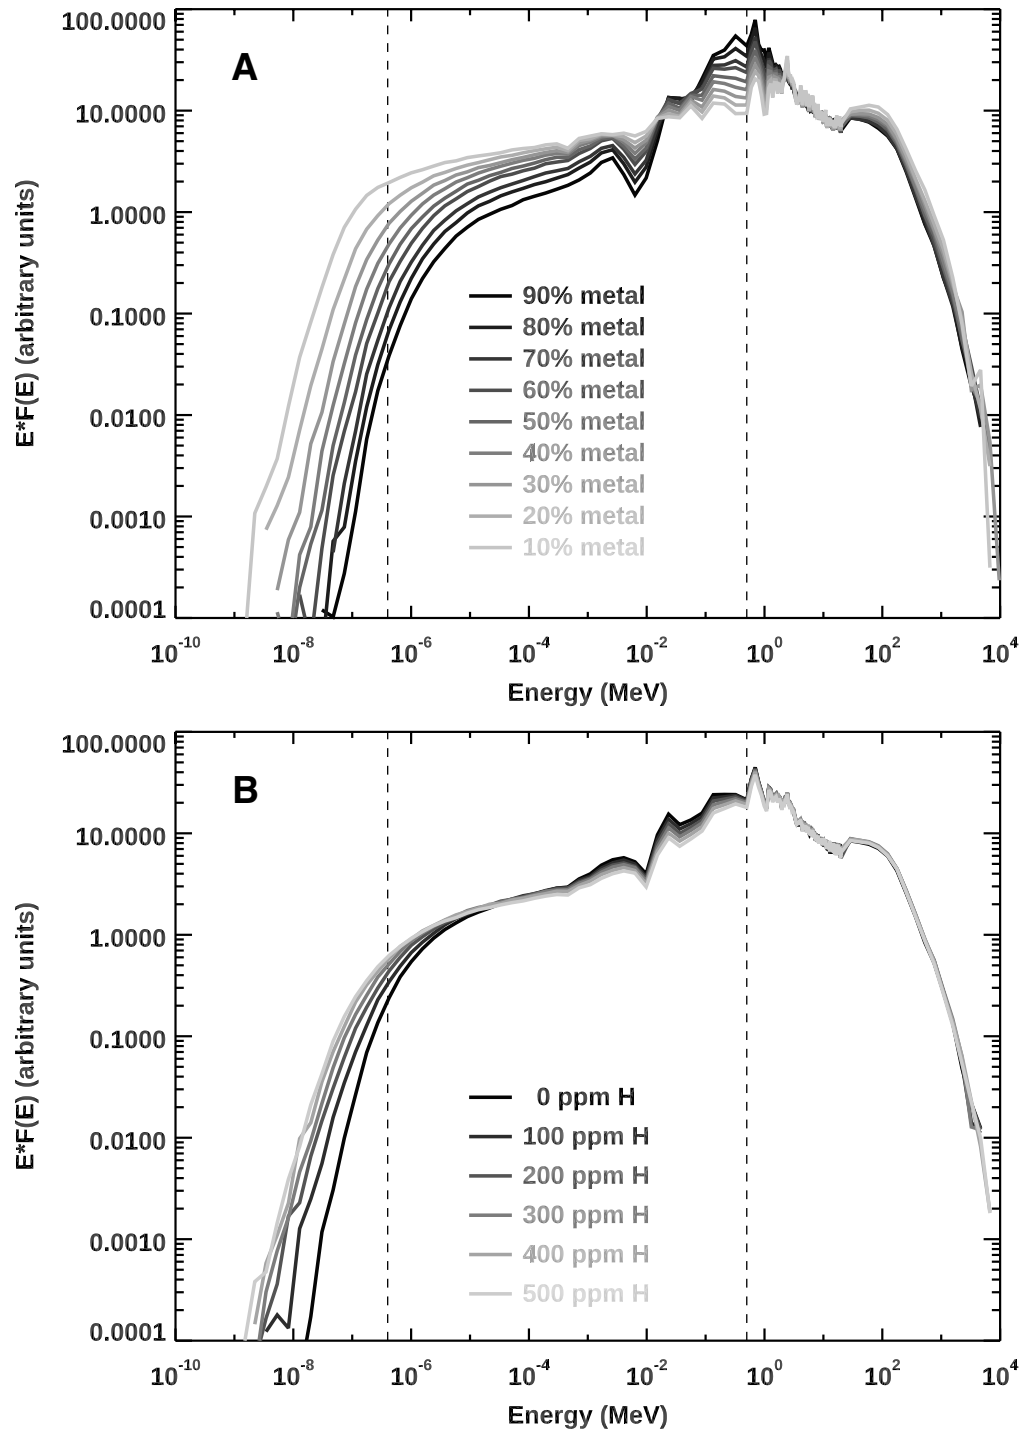 100.0000
A
10.0000
1.0000
0.1000
0.0100
0.0010
0.0001
E*F(E) (arbitrary units)
90% metal
80% metal
70% metal
60% metal
50% metal
40% metal
30% metal
20% metal
10% metal
10^-10 10^-8 10^-6 10^-4 10^-2 10^0 10^2 10^4
Energy (MeV)
100.0000
B
10.0000
1.0000
0.1000
0.0100
0.0010
0.0001
E*F(E) (arbitrary units)
0 ppm H
100 ppm H
200 ppm H
300 ppm H
400 ppm H
500 ppm H
10^-10 10^-8 10^-6 10^-4 10^-2 10^0 10^2 10^4
Energy (MeV)